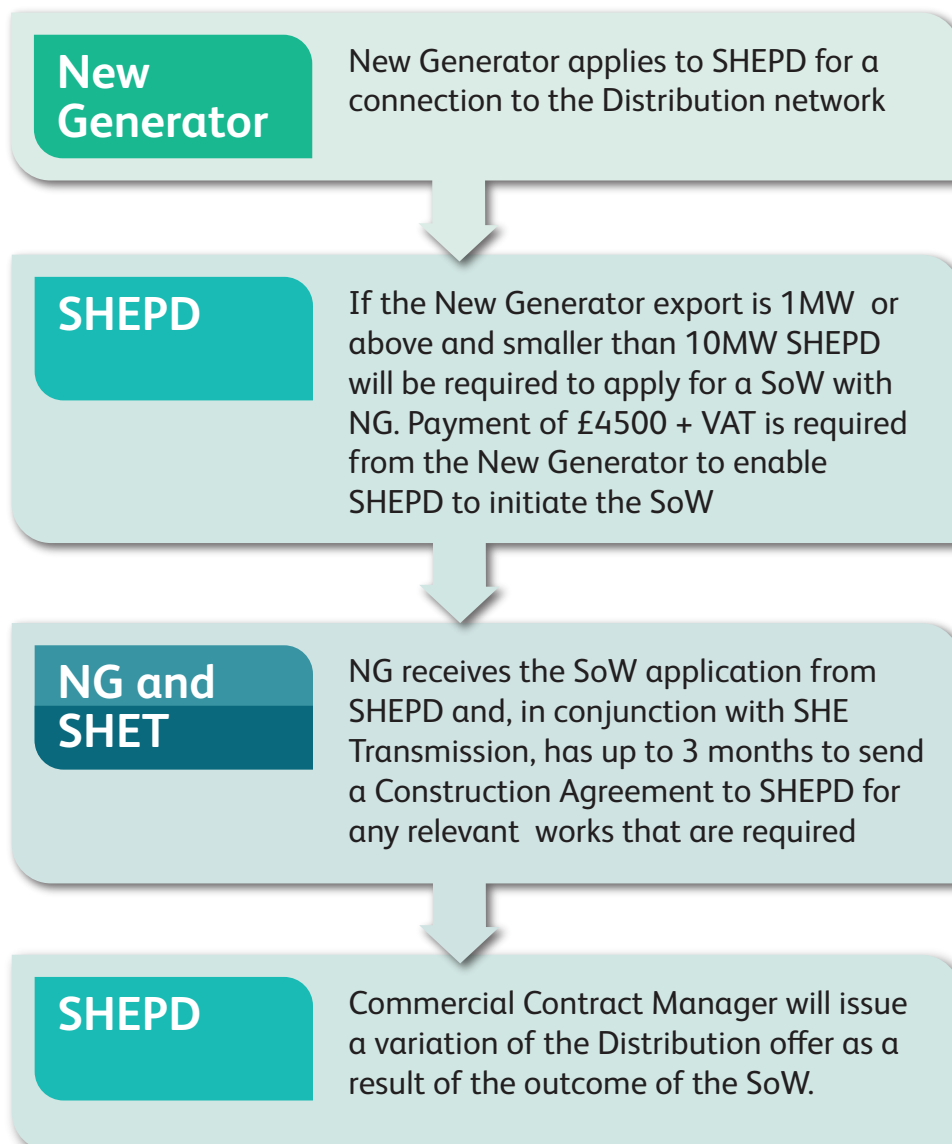 New
Generator
New Generator applies to SHEPD for a
connection to the Distribution network
SHEPD
If the New Generator export is 1MW  or
above and smaller than 10MW SHEPD
will be required to apply for a SoW with
NG. Payment of £4500 + VAT is required
from the New Generator to enable
SHEPD to initiate the SoW
NG and
SHET
NG receives the SoW application from
SHEPD and, in conjunction with SHE
Transmission, has up to 3 months to send
a Construction Agreement to SHEPD for
any relevant  works that are required
SHEPD
Commercial Contract Manager will issue
a variation of the Distribution offer as a
result of the outcome of the SoW.